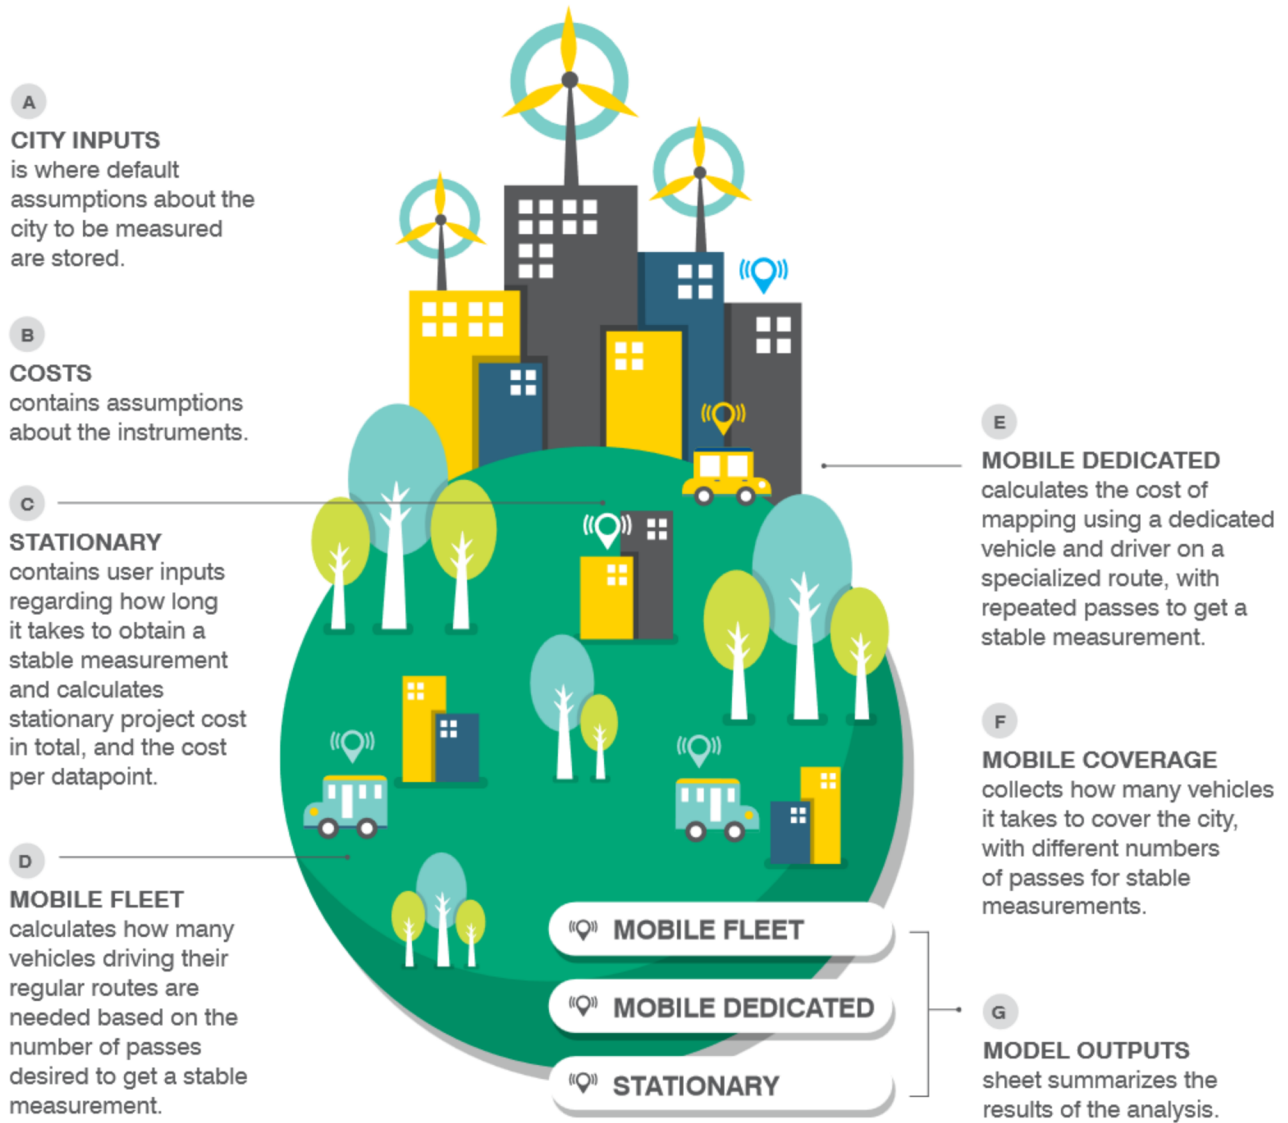 A
CITY INPUTS
is where default
assumptions about the
city to be measured
are stored.
B
COSTS
contains assumptions
about the instruments.
C
STATIONARY
contains user inputs
regarding how long
it takes to obtain a
stable measurement
and calculates
stationary project cost
in total, and the cost
per datapoint.
D
MOBILE FLEET
calculates how many
vehicles driving their
regular routes are
needed based on the
number of passes
desired to get a stable
measurement.
E
MOBILE DEDICATED
calculates the cost of
mapping using a dedicated
vehicle and driver on a
specialized route, with
repeated passes to get a
stable measurement.
F
MOBILE COVERAGE
collects how many vehicles
it takes to cover the city,
with different numbers
of passes for stable
measurements.
MOBILE FLEET
MOBILE DEDICATED
STATIONARY
G
MODEL OUTPUTS
sheet summarizes the
results of the analysis.